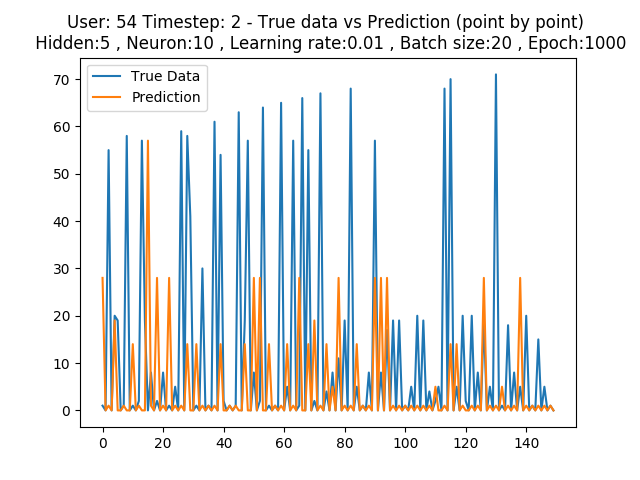 User: 54 Timestep: 2 - True data vs Prediction (point by point)
Hidden:5 , Neuron:10 , Learning rate:0.01 , Batch size:20 , Epoch:1000
True Data
Prediction
70
60
50
40
30
20
10
0
0 20 40 60 80 100 120 140